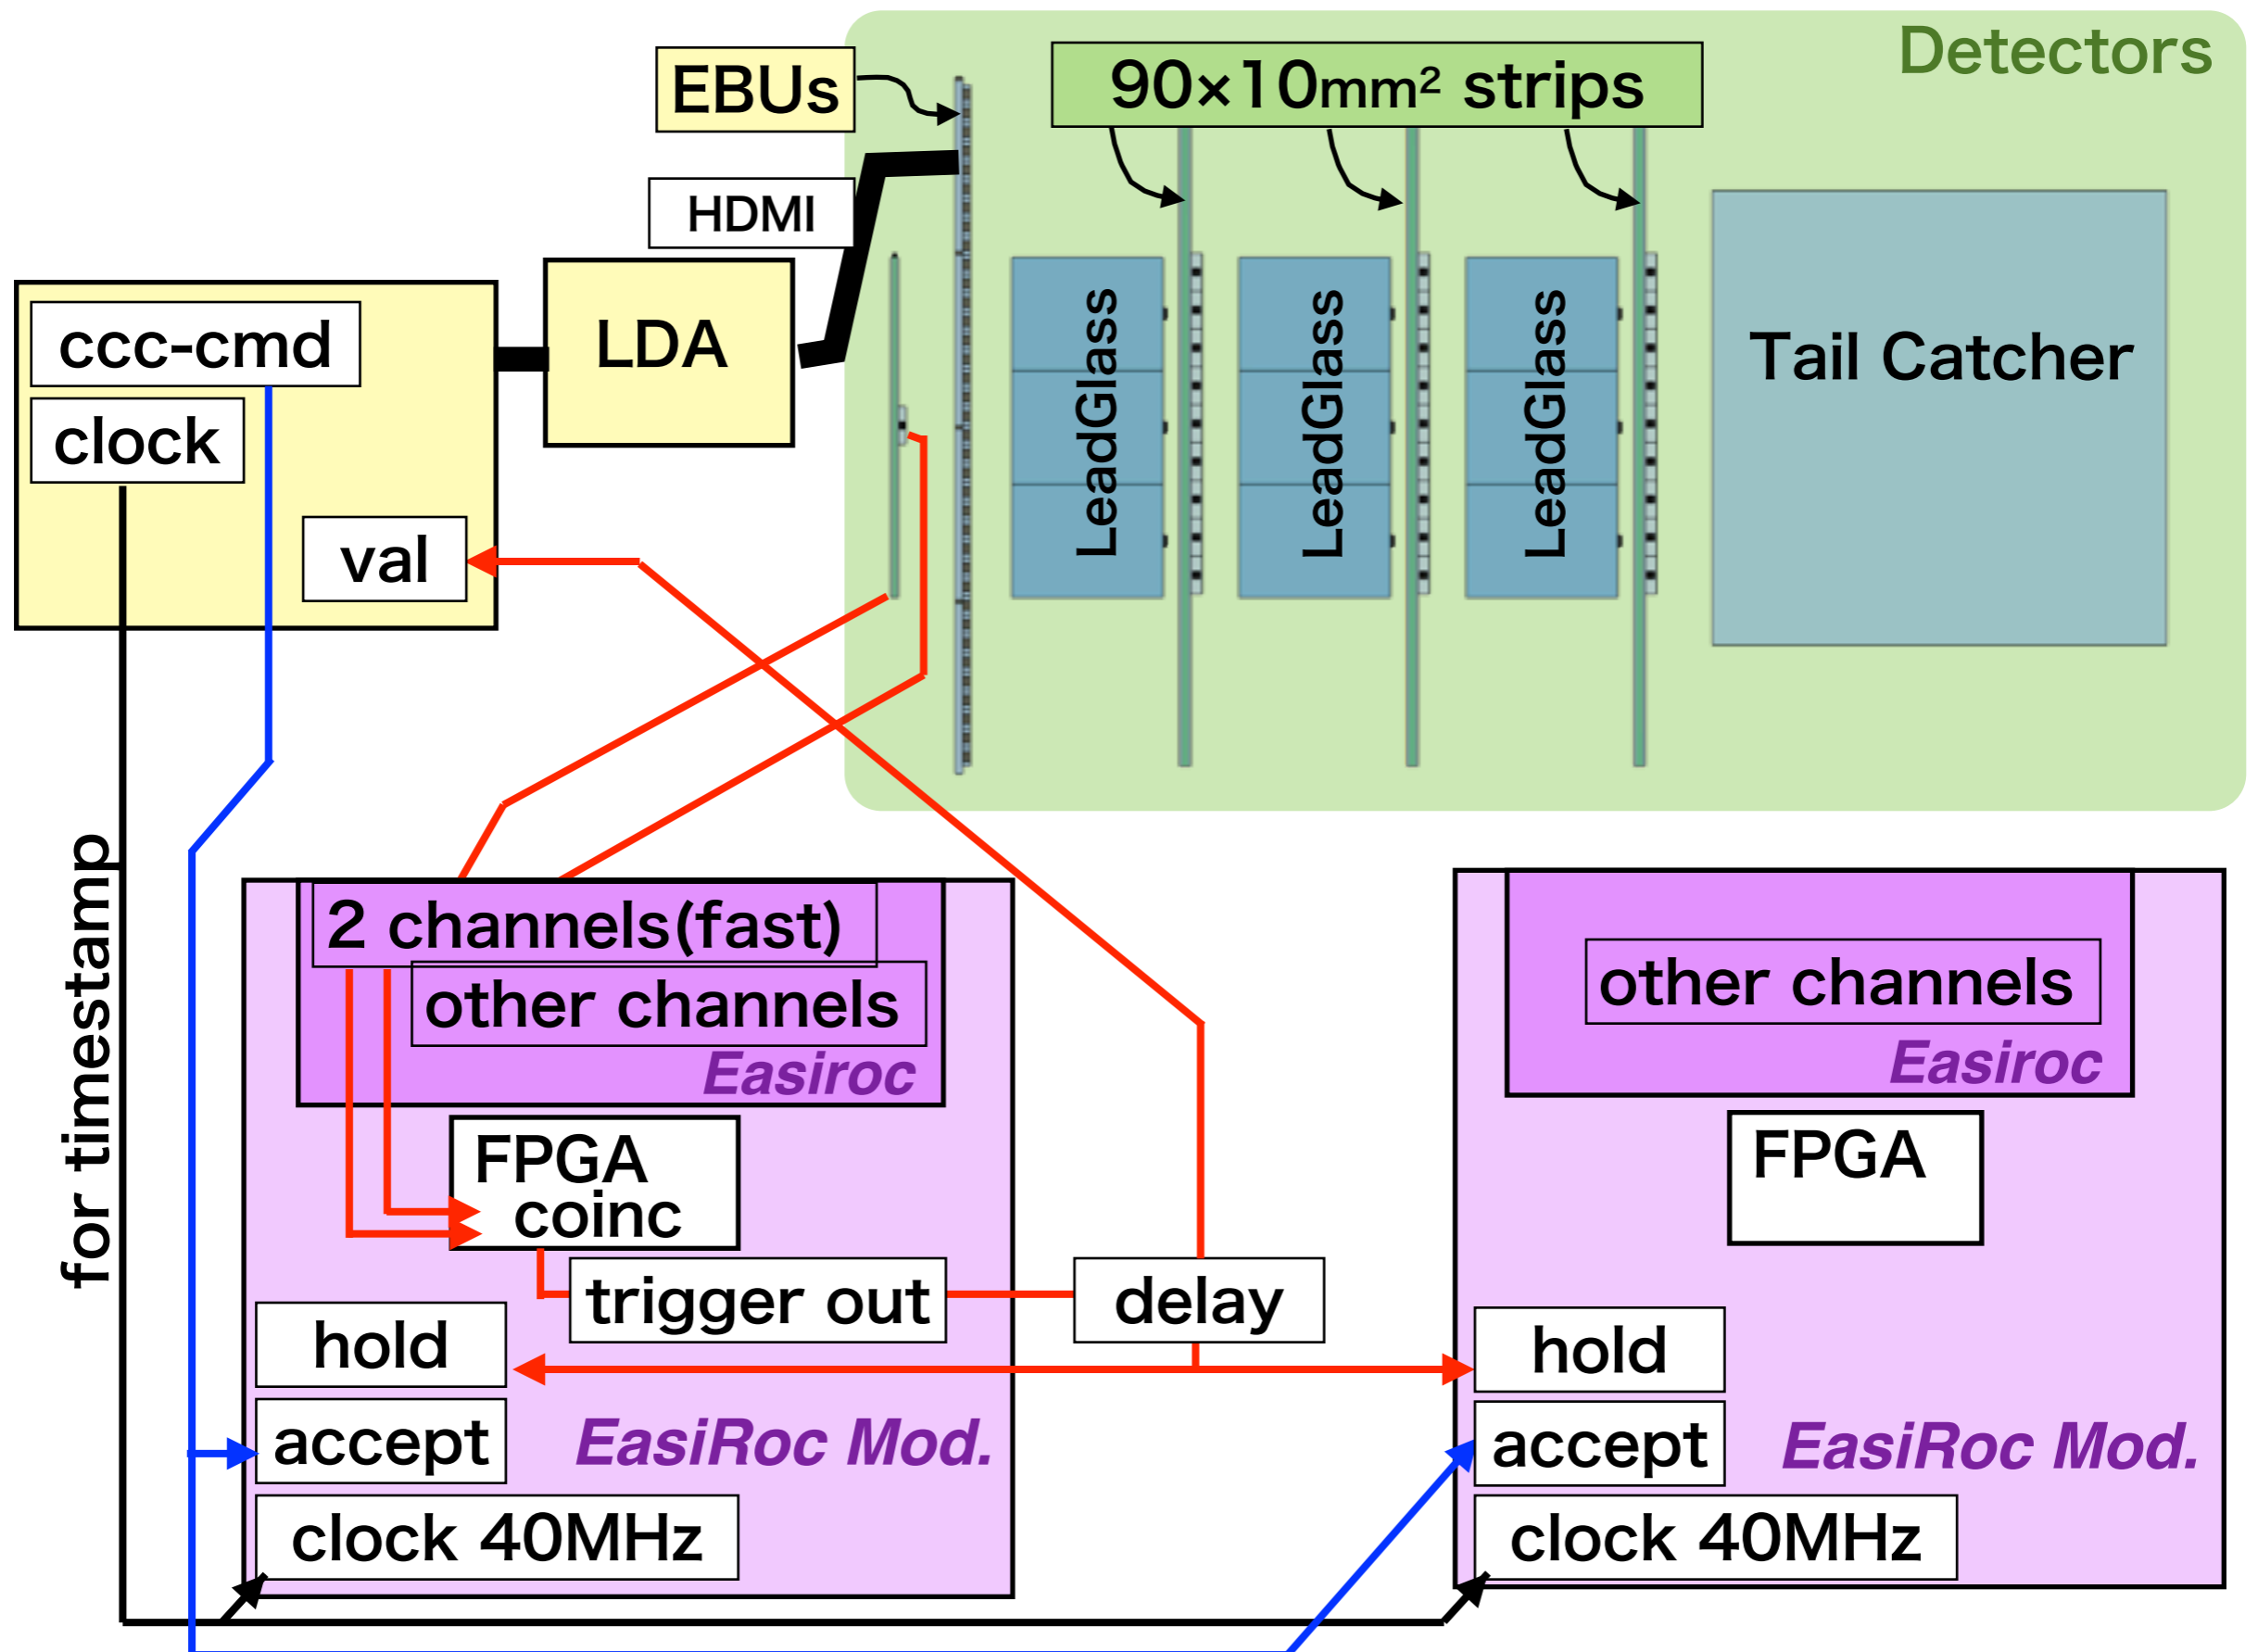 Detectors
EBUs
90×10mm² strips
HDMI
ccc-cmd
LDA
clock
val
LeadGlass
LeadGlass
LeadGlass
Tail Catcher
for timestamp
2 channels(fast)
other channels
Easiroc
FPGA
coinc
trigger out
delay
hold
accept
EasiRoc Mod.
clock 40MHz
other channels
Easiroc
FPGA
hold
accept
EasiRoc Mod.
clock 40MHz